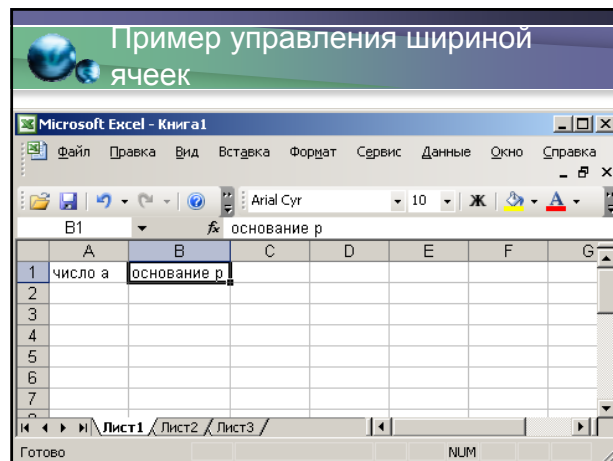 Пример управления шириной
ячеек
Microsoft Excel - Книга1
Файл Правка Вид Вставка Формат Сервис Данные Окно Справка
Arial Cyr 10 Ж A
B1 fx основание p
A B C D E F G
1 число a основание p
2
3
4
5
6
7
Лист1 Лист2 Лист3
Готово NUM